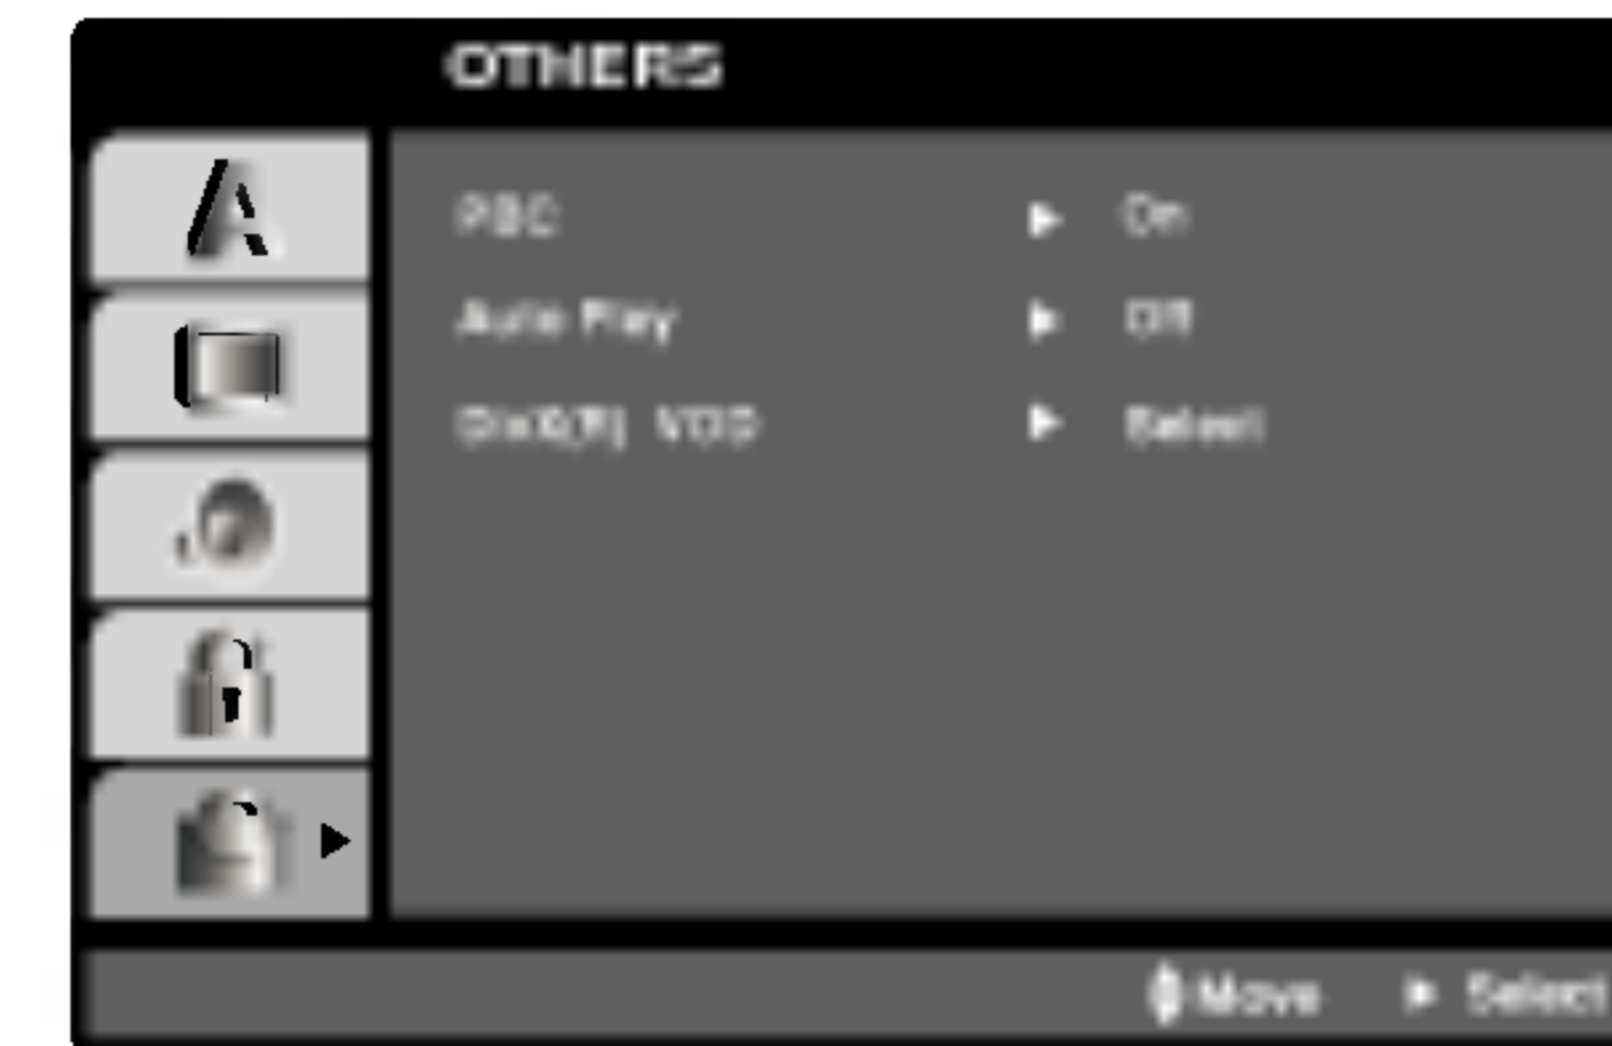 OTHERS
PBC ► On
Auto Play ► Off
DivX(R) VOD ► Select
Move ► Select